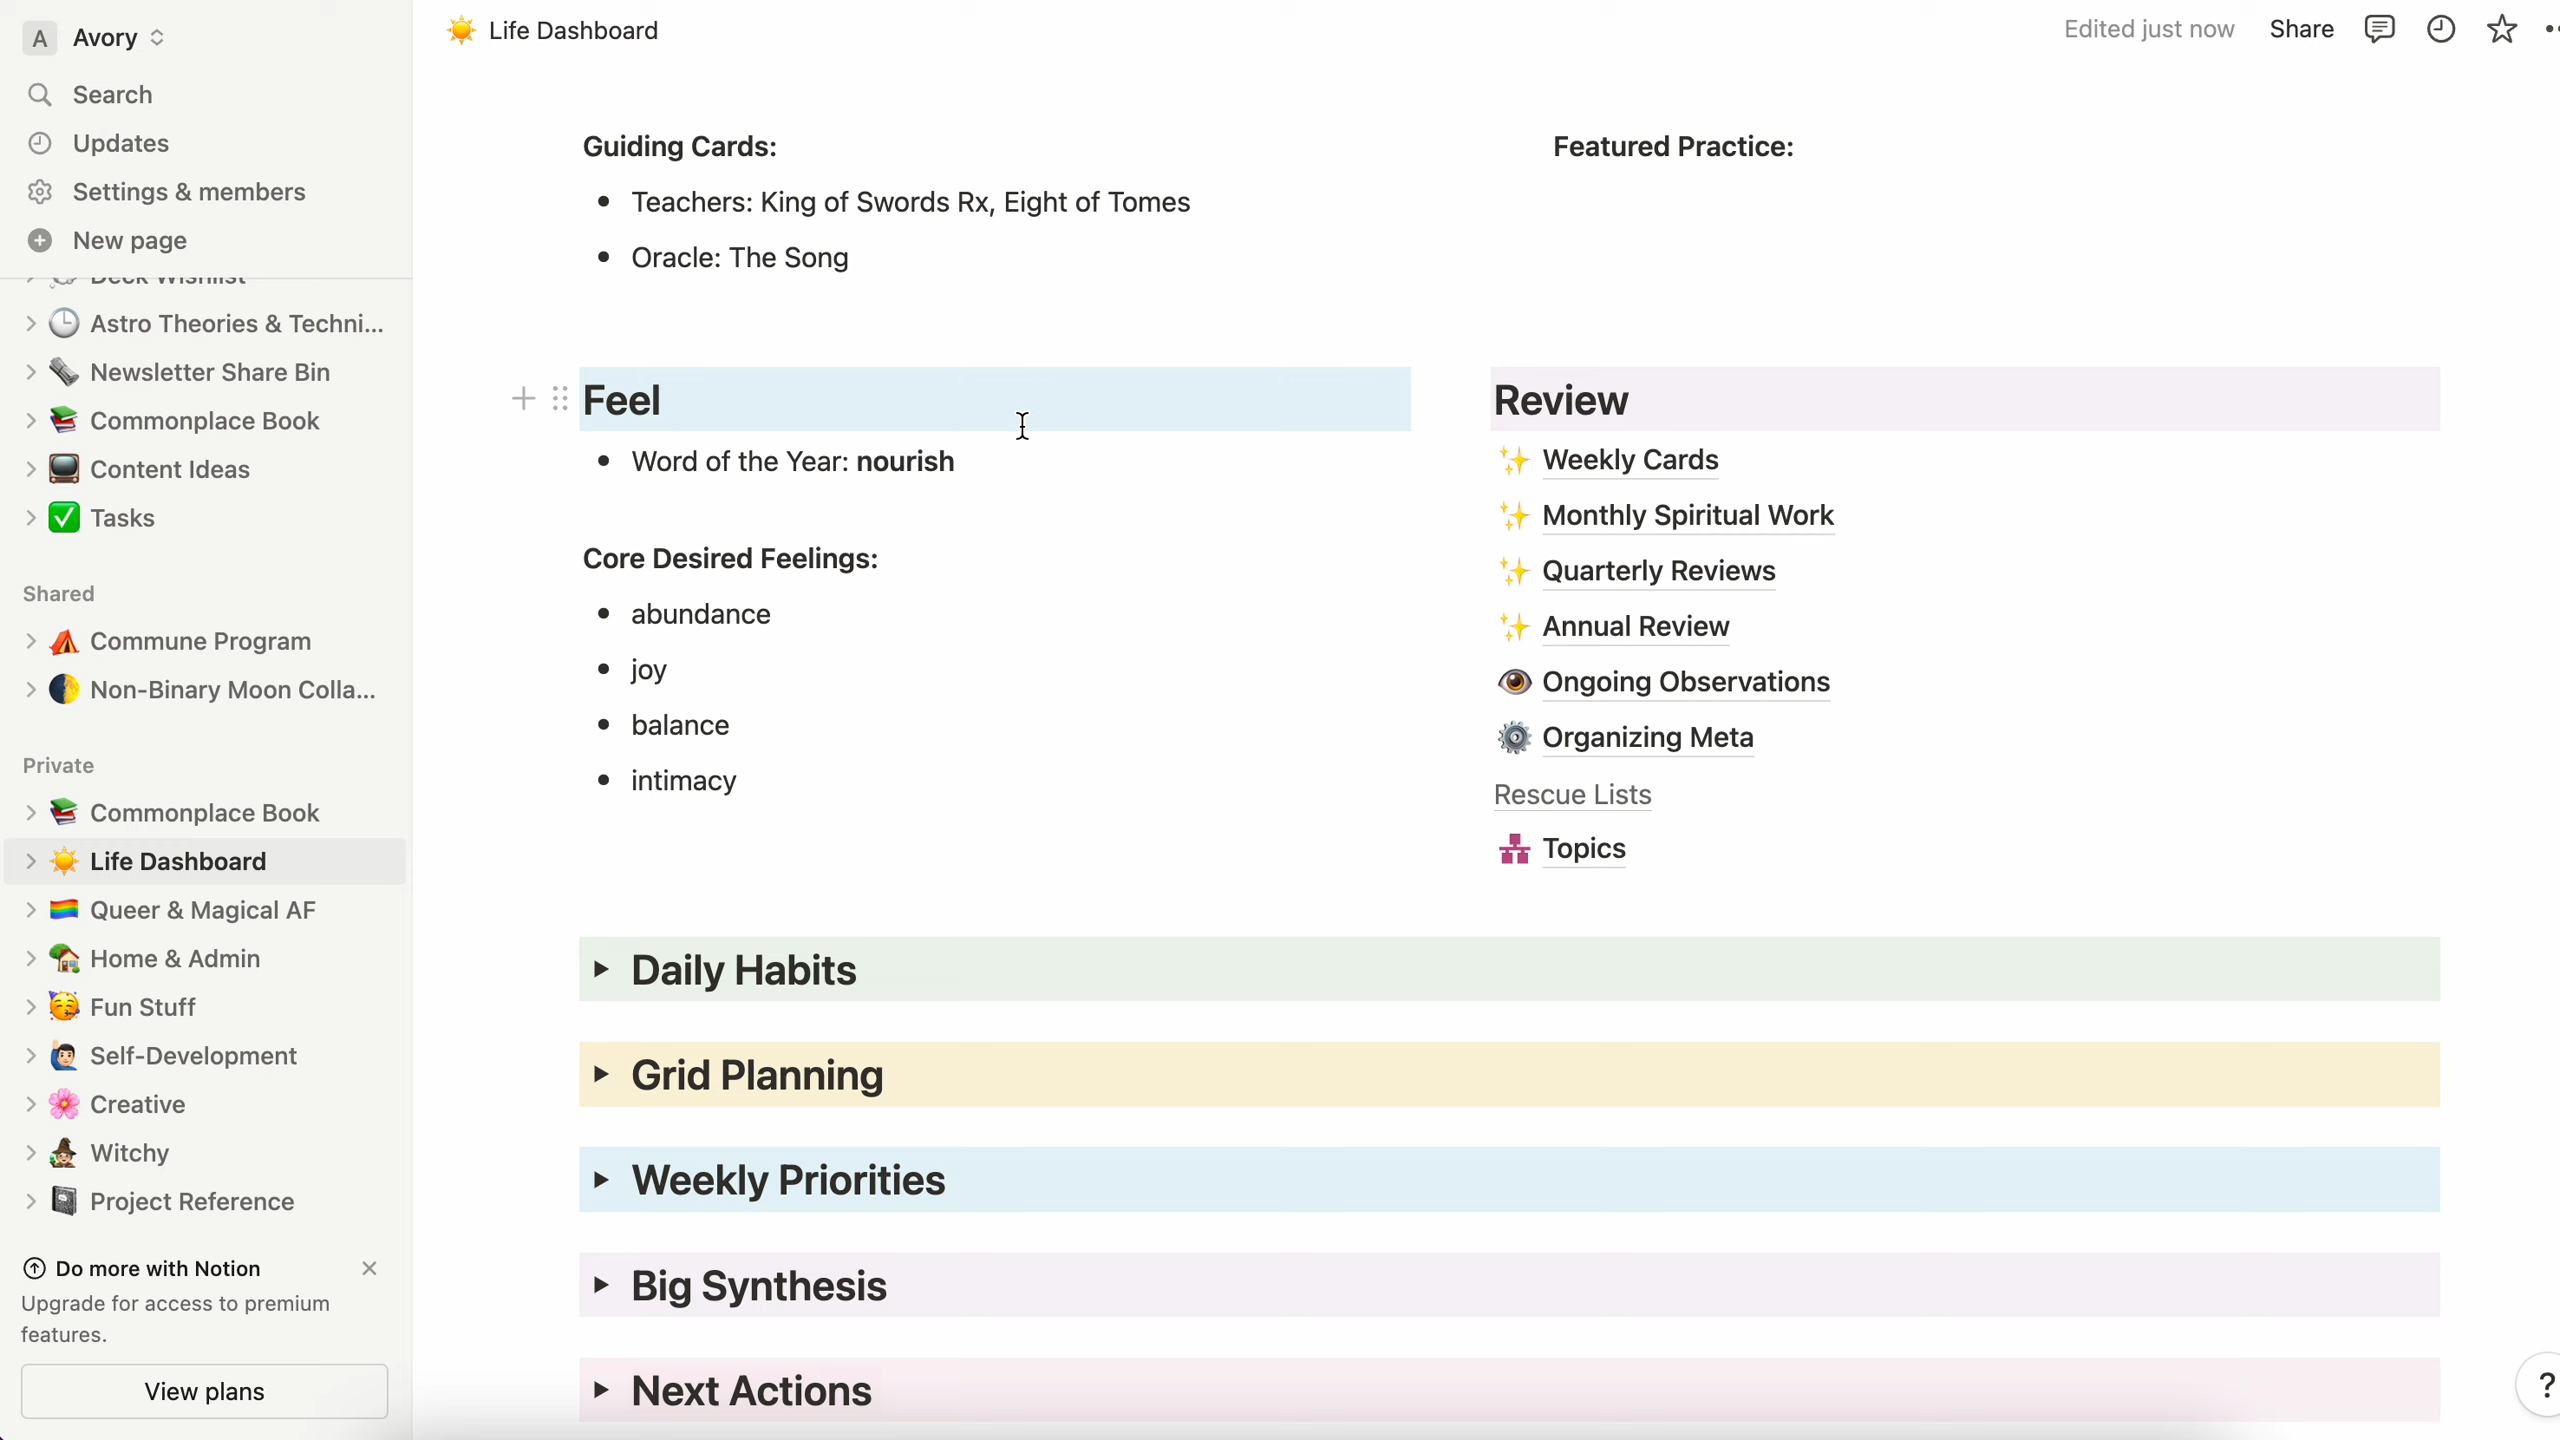 A Avory
Search
Updates
Settings & members
New page
Deck Wishlist
Astro Theories & Techni...
Newsletter Share Bin
Commonplace Book
Content Ideas
Tasks
Shared
Commune Program
Non-Binary Moon Colla...
Private
Commonplace Book
Life Dashboard
Queer & Magical AF
Home & Admin
Fun Stuff
Self-Development
Creative
Witchy
Project Reference
Do more with Notion
Upgrade for access to premium
features.
View plans
Life Dashboard
Edited just now
Share
Guiding Cards:
Teachers: King of Swords Rx, Eight of Tomes
Oracle: The Song
Featured Practice:
Feel
Word of the Year: nourish
Core Desired Feelings:
abundance
joy
balance
intimacy
Review
Weekly Cards
Monthly Spiritual Work
Quarterly Reviews
Annual Review
Ongoing Observations
Organizing Meta
Rescue Lists
Topics
Daily Habits
Grid Planning
Weekly Priorities
Big Synthesis
Next Actions
?